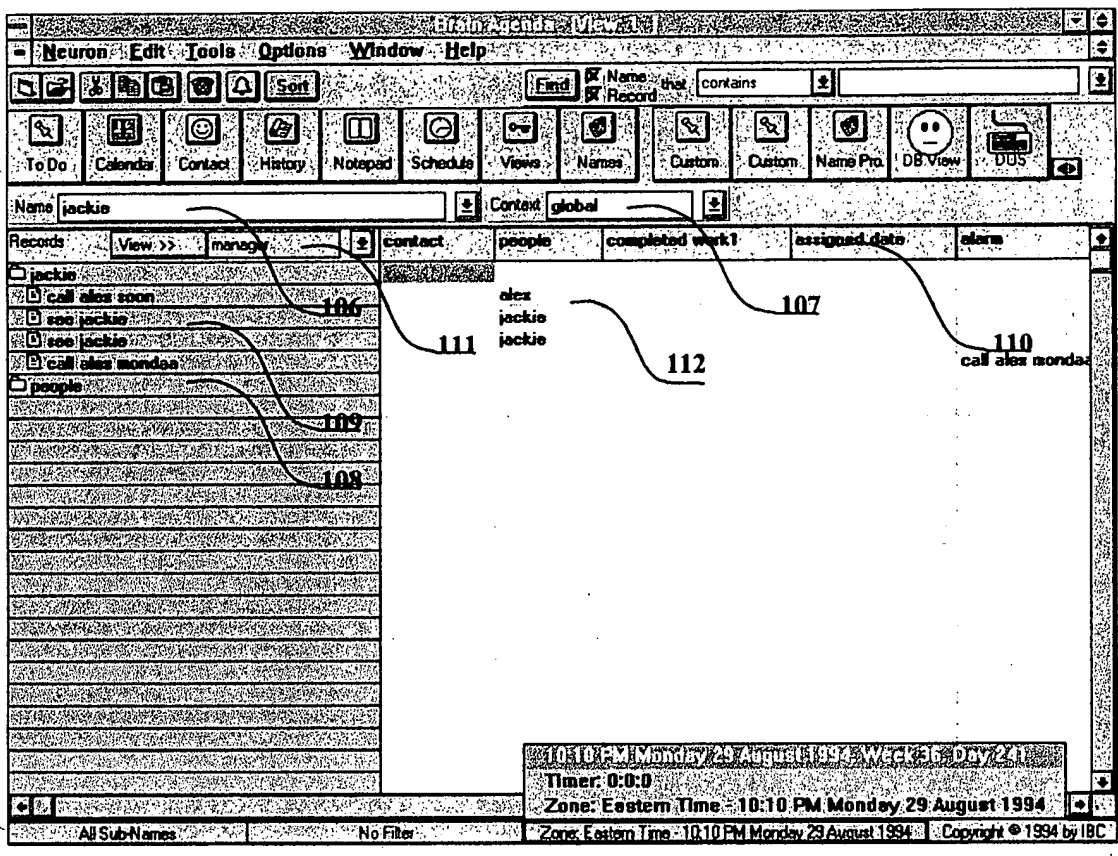 Brain Agenda - [View: 1]
Neuron Edit Tools Options Window Help
Sort Find Name Record that contains
To Do Calendar Contact History Notepad Schedule Views Names Custom Custom Name Pro. DB View DOS
Name jackie Context global
Records View >> manager contact people completed work1 assigned date alarm
jackie
call alex soon alex
see jackie jackie
see jackie jackie
call alex mondaa call alex mondaa
people
106
107
111
110
112
109
108
10:10 PM Monday 29 August 1994 Week 36 Day 241
Timer: 0:0:0
Zone: Eastern Time - 10:10 PM Monday 29 August 1994
All Sub-Names No Filter Zone: Eastern Time - 10:10 PM Monday 29 August 1994 Copyright © 1994 by IBC